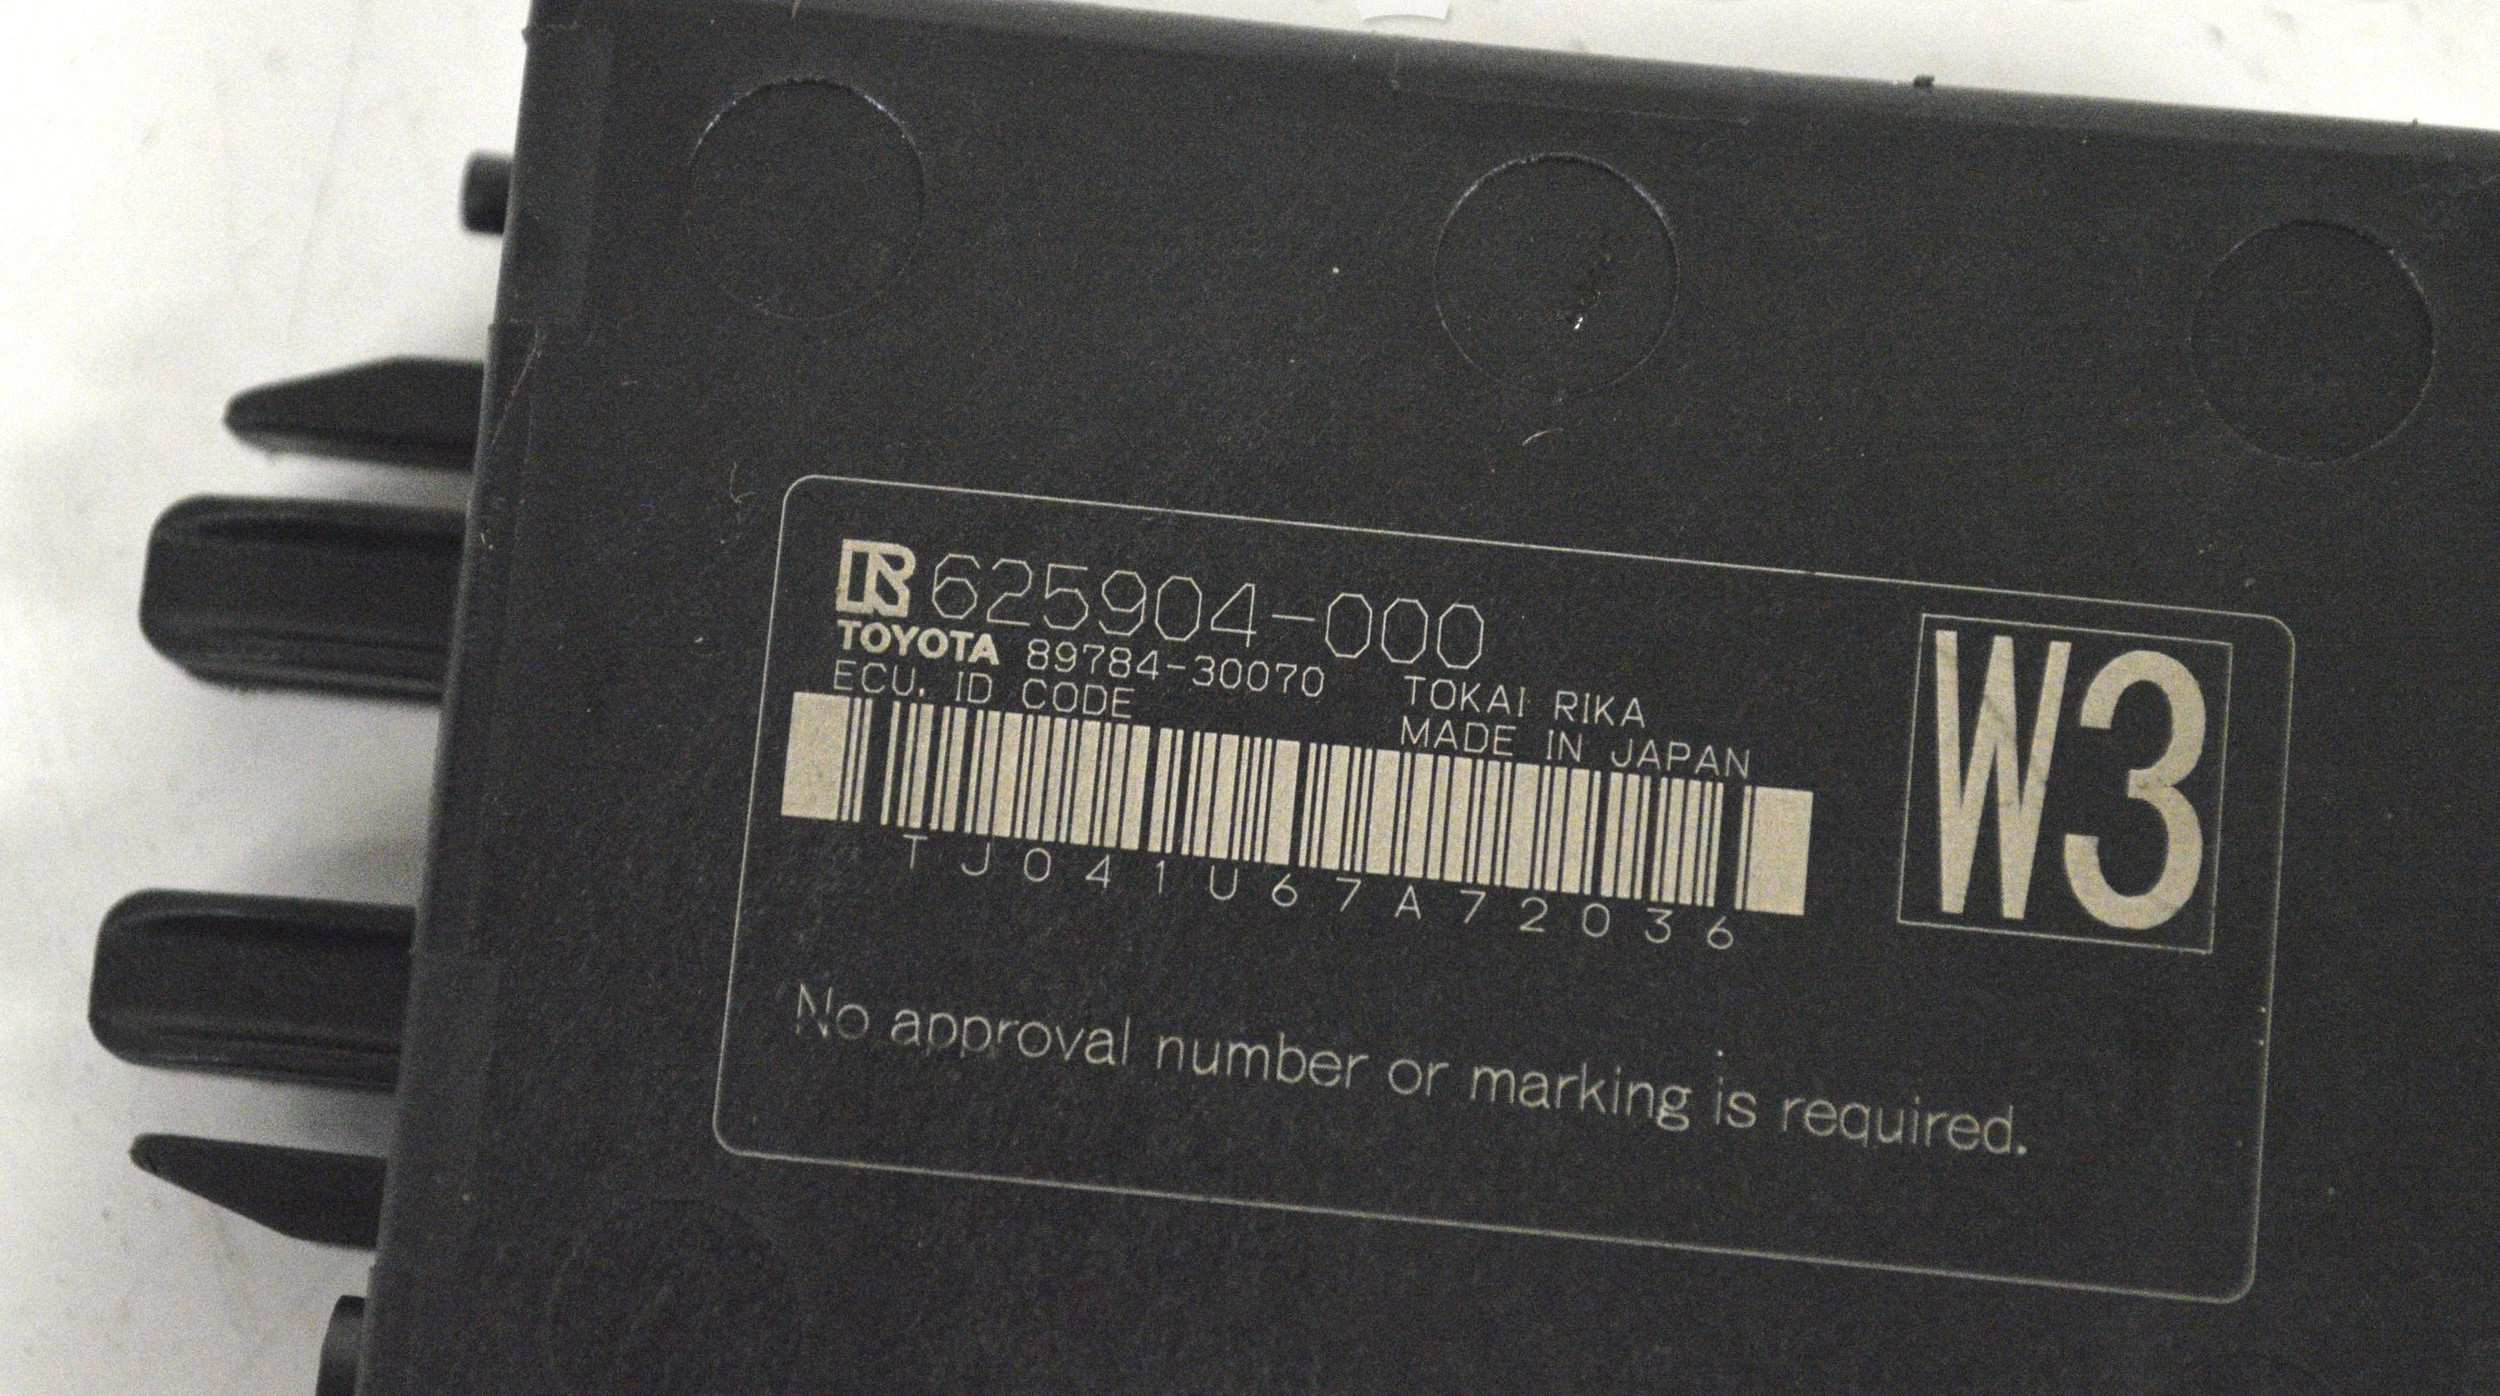 625904-000
TOYOTA 89784-30070 TOKAI RIKA
ECU. ID CODE MADE IN JAPAN
TJ041U67A72036
W3
No approval number or marking is required.